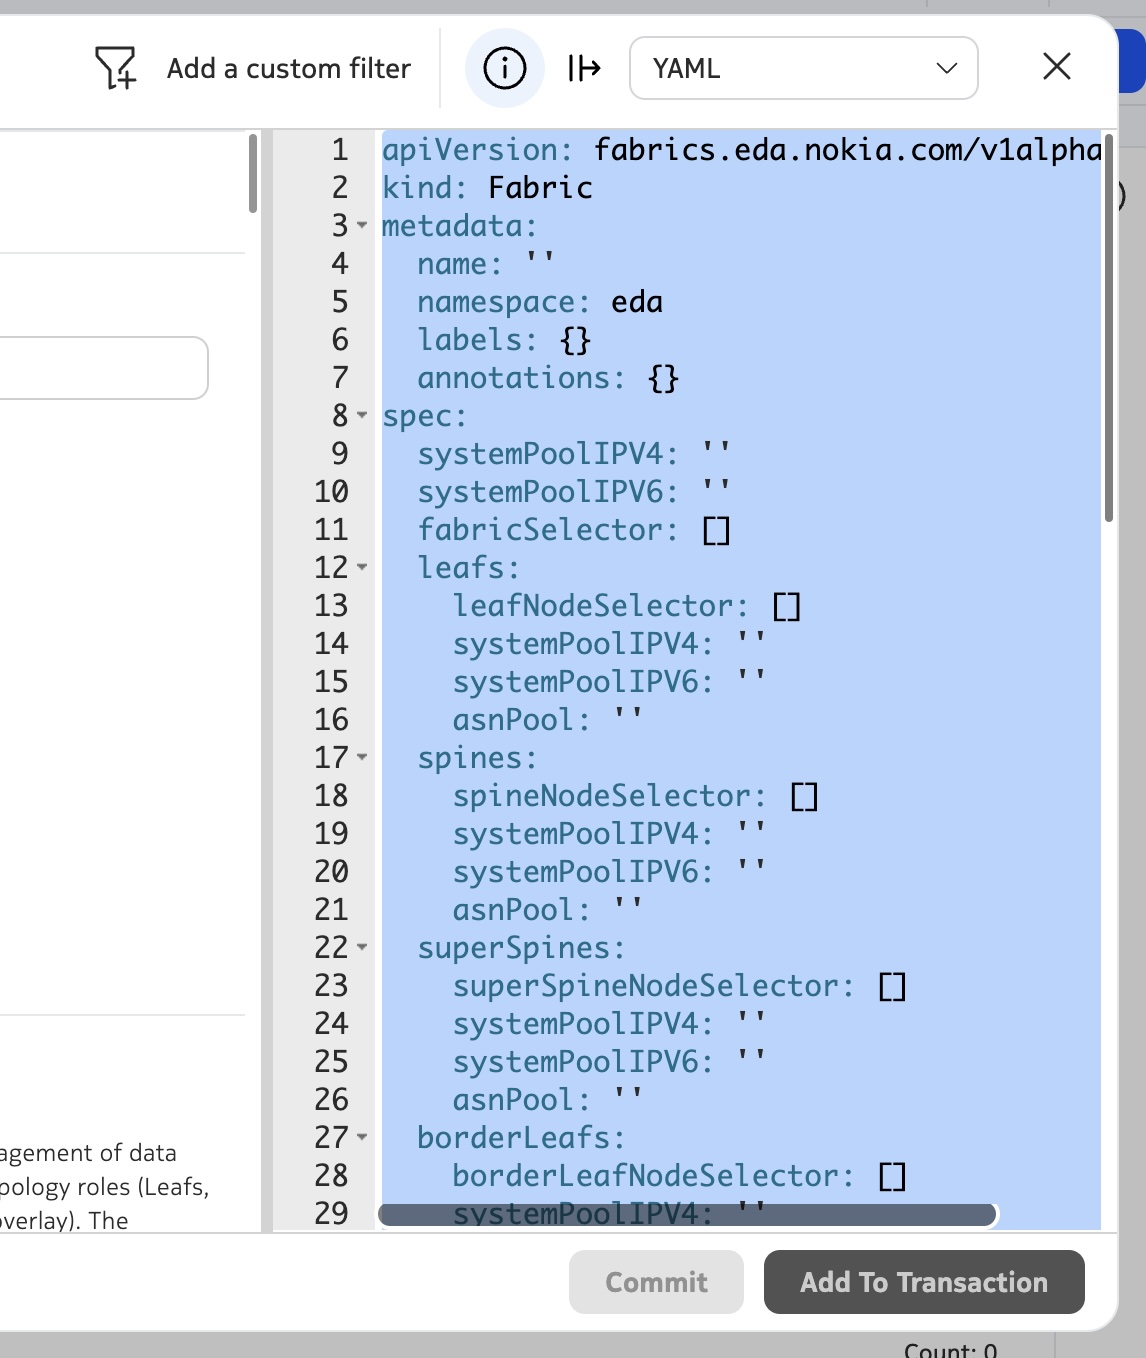 Add a custom filter
YAML
1 apiVersion: fabrics.eda.nokia.com/v1alpha
2 kind: Fabric
3 metadata:
4 name: ''
5 namespace: eda
6 labels: {}
7 annotations: {}
8 spec:
9 systemPoolIPV4: ''
10 systemPoolIPV6: ''
11 fabricSelector: []
12 leafs:
13 leafNodeSelector: []
14 systemPoolIPV4: ''
15 systemPoolIPV6: ''
16 asnPool: ''
17 spines:
18 spineNodeSelector: []
19 systemPoolIPV4: ''
20 systemPoolIPV6: ''
21 asnPool: ''
22 superSpines:
23 superSpineNodeSelector: []
24 systemPoolIPV4: ''
25 systemPoolIPV6: ''
26 asnPool: ''
27 borderLeafs:
28 borderLeafNodeSelector: []
29 systemPoolIPV4: ''
agement of data
pology roles (Leafs,
verlay). The
Commit
Add To Transaction
Count: 0